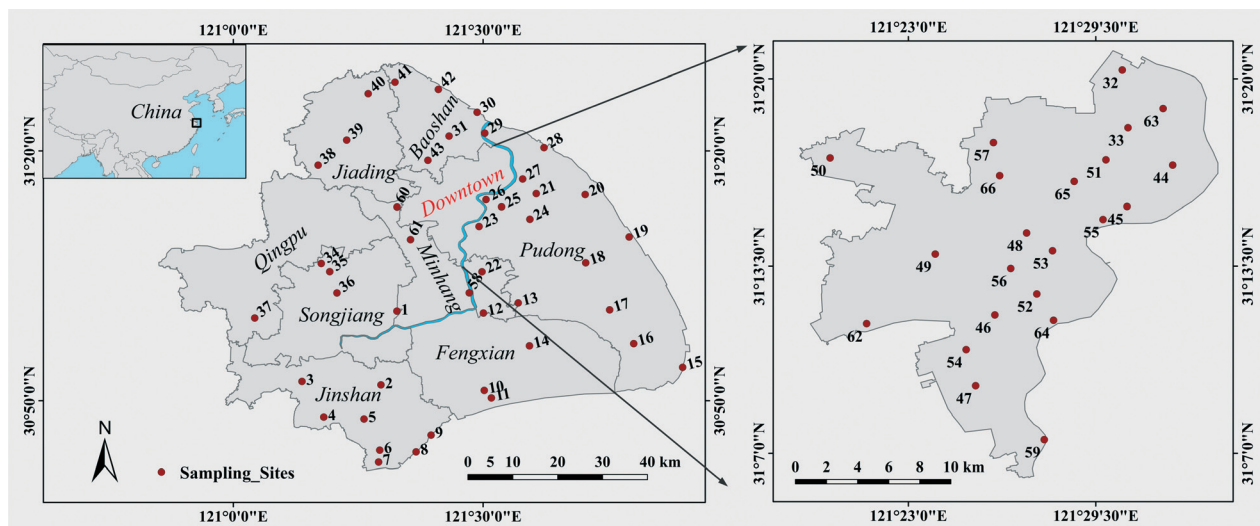 121°0'0"E 121°30'0"E
121°23'0"E 121°29'30"E
China
31°20'0"N
30°50'0"N
40
41
42
30
39
31
29
38
43
28
Baoshan
Jiading
27
60
Downtown
26
21
20
25
61
23
24
19
Qingpu
Pudong
34
35
22
18
Minhang
58
36
37
Songjiang
1
12
13
17
Fengxian
14
16
15
3
2
Jinshan
10
11
4
5
9
6
8
7
N
Sampling_Sites
0 5 10 20 30 40 km
31°20'0"N
30°50'0"N
121°0'0"E 121°30'0"E
31°20'0"N
31°13'30"N
31°7'0"N
32
63
33
57
50
51
44
66
65
45
55
48
53
49
56
52
46
62
64
54
47
59
0 2 4 6 8 10 km
31°20'0"N
31°13'30"N
31°7'0"N
121°23'0"E 121°29'30"E